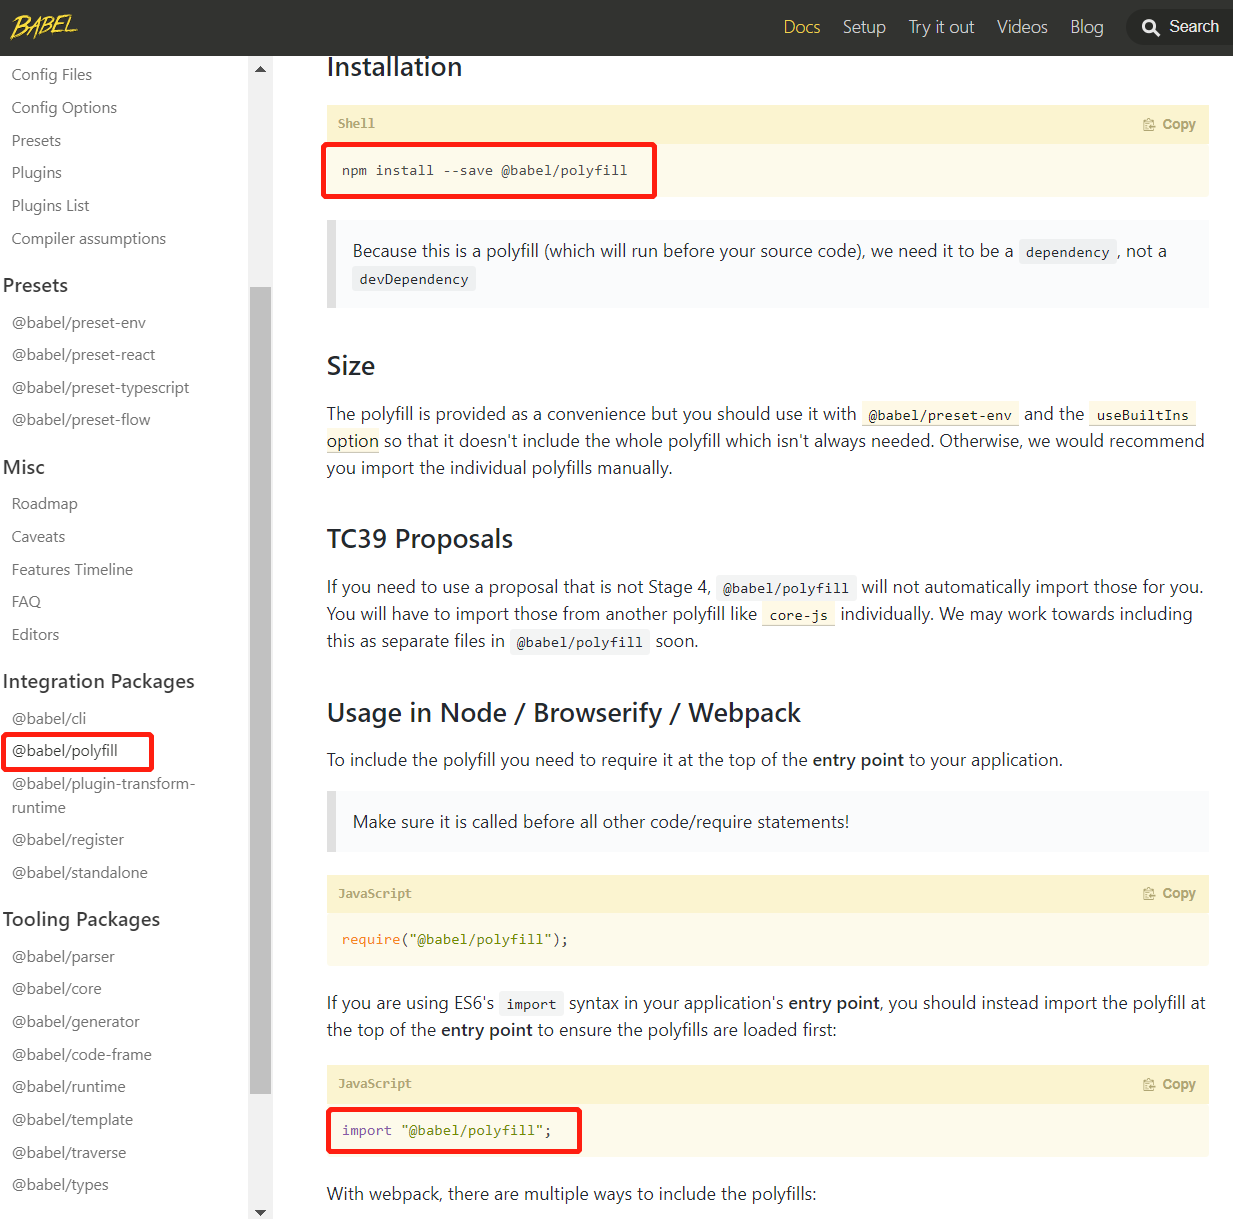 BABEL
Docs
Setup
Try it out
Videos
Blog
Search
Config Files
Config Options
Presets
Plugins
Plugins List
Compiler assumptions
Presets
@babel/preset-env
@babel/preset-react
@babel/preset-typescript
@babel/preset-flow
Misc
Roadmap
Caveats
Features Timeline
FAQ
Editors
Integration Packages
@babel/cli
@babel/polyfill
@babel/plugin-transform-
runtime
@babel/register
@babel/standalone
Tooling Packages
@babel/parser
@babel/core
@babel/generator
@babel/code-frame
@babel/runtime
@babel/template
@babel/traverse
@babel/types
Installation
Shell
Copy
npm install --save @babel/polyfill
Because this is a polyfill (which will run before your source code), we need it to be a dependency , not a
devDependency
Size
The polyfill is provided as a convenience but you should use it with @babel/preset-env and the useBuiltIns
option so that it doesn't include the whole polyfill which isn't always needed. Otherwise, we would recommend
you import the individual polyfills manually.
TC39 Proposals
If you need to use a proposal that is not Stage 4, @babel/polyfill will not automatically import those for you.
You will have to import those from another polyfill like core-js individually. We may work towards including
this as separate files in @babel/polyfill soon.
Usage in Node / Browserify / Webpack
To include the polyfill you need to require it at the top of the entry point to your application.
Make sure it is called before all other code/require statements!
JavaScript
Copy
require("@babel/polyfill");
If you are using ES6's import syntax in your application's entry point, you should instead import the polyfill at
the top of the entry point to ensure the polyfills are loaded first:
JavaScript
Copy
import "@babel/polyfill";
With webpack, there are multiple ways to include the polyfills: